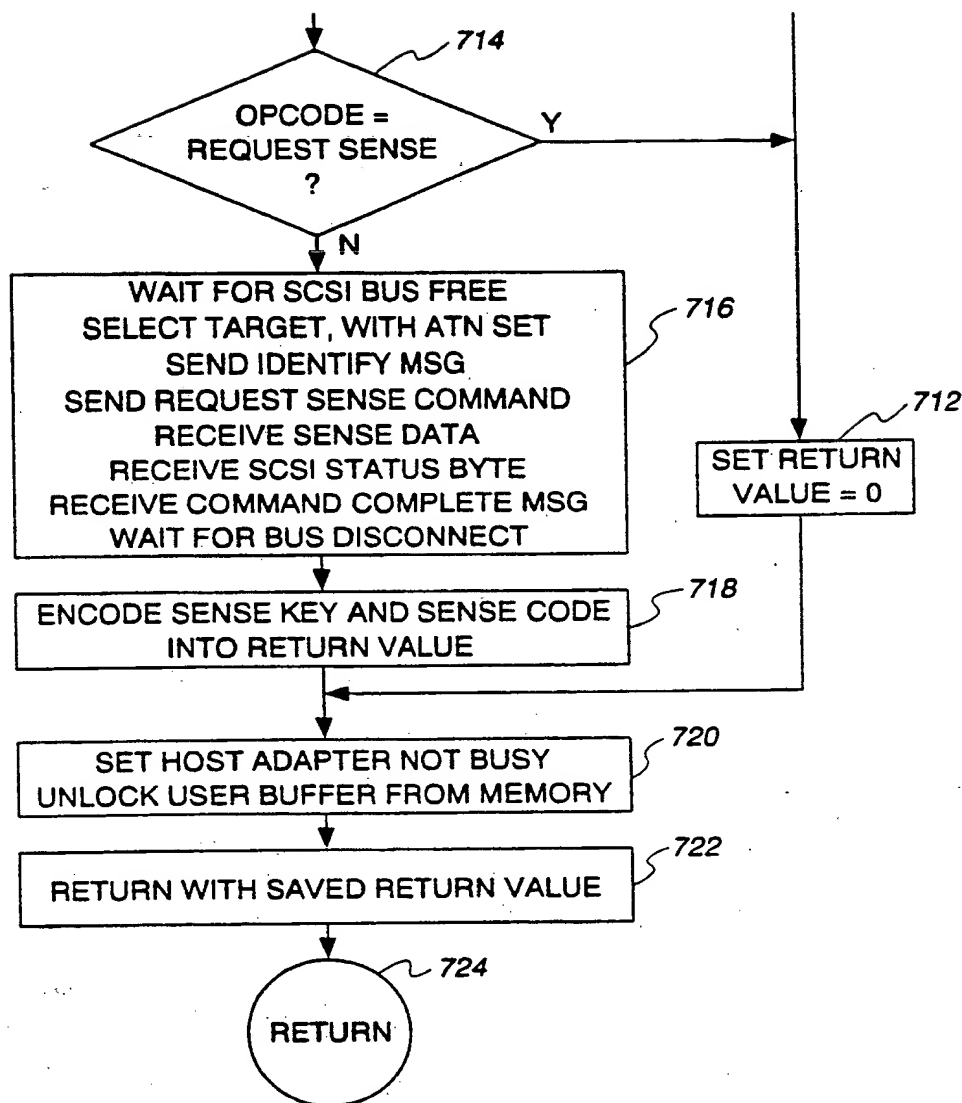 714
OPCODE =
REQUEST SENSE
?
Y
N
WAIT FOR SCSI BUS FREE
SELECT TARGET, WITH ATN SET
SEND IDENTIFY MSG
SEND REQUEST SENSE COMMAND
RECEIVE SENSE DATA
RECEIVE SCSI STATUS BYTE
RECEIVE COMMAND COMPLETE MSG
WAIT FOR BUS DISCONNECT
716
712
SET RETURN
VALUE = 0
718
ENCODE SENSE KEY AND SENSE CODE
INTO RETURN VALUE
720
SET HOST ADAPTER NOT BUSY
UNLOCK USER BUFFER FROM MEMORY
722
RETURN WITH SAVED RETURN VALUE
724
RETURN